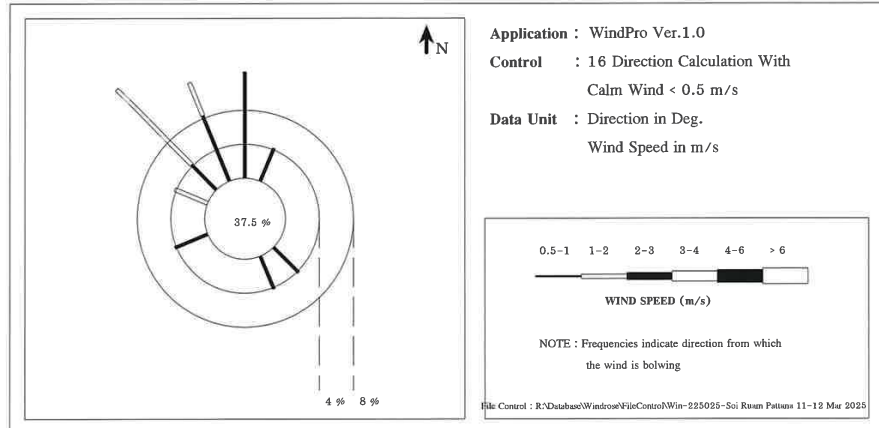 N
37.5 %
4 % 8 %
Application : WindPro Ver.1.0
Control : 16 Direction Calculation With
Calm Wind < 0.5 m/s
Data Unit : Direction in Deg.
Wind Speed in m/s
0.5-1 1-2 2-3 3-4 4-6 > 6
WIND SPEED (m/s)
NOTE : Frequencies indicate direction from which
the wind is bolwing
File Control : R:\Database\Windrose\FileControl\Win-225025-Soi Ruam Pattana 11-12 Mar 2025